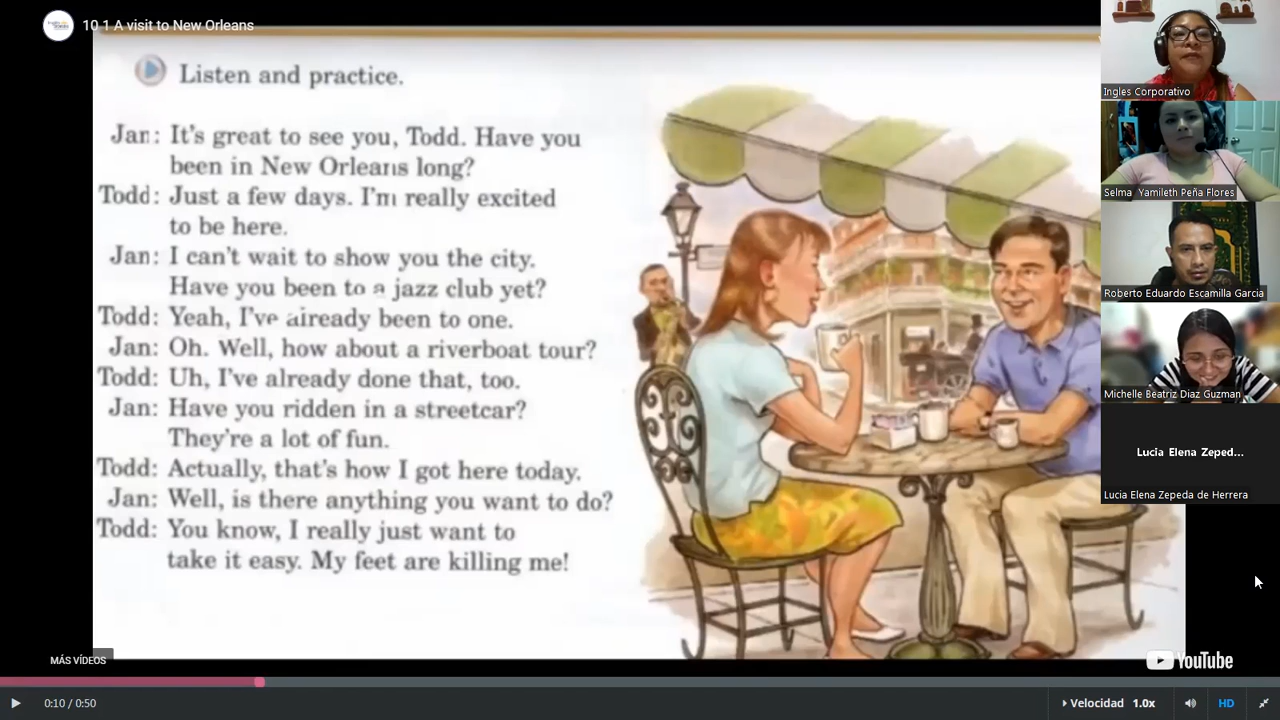 10 1 A visit to New Orleans
Listen and practice.
Jan: It's great to see you, Todd. Have you
been in New Orleans long?
Todd: Just a few days. I'm really excited
to be here.
Jan: I can't wait to show you the city.
Have you been to a jazz club yet?
Todd: Yeah, I've already been to one.
Jan: Oh. Well, how about a riverboat tour?
Todd: Uh, I've already done that, too.
Jan: Have you ridden in a streetcar?
They're a lot of fun.
Todd: Actually, that's how I got here today.
Jan: Well, is there anything you want to do?
Todd: You know, I really just want to
take it easy. My feet are killing me!
Ingles Corporativo
Selma Yamileth Peña Flores
Roberto Eduardo Escamilla Garcia
Michelle Beatriz Diaz Guzman
Lucia Elena Zeped...
Lucia Elena Zepeda de Herrera
MÁS VÍDEOS
YouTube
0:10 / 0:50
Velocidad 1.0x
HD